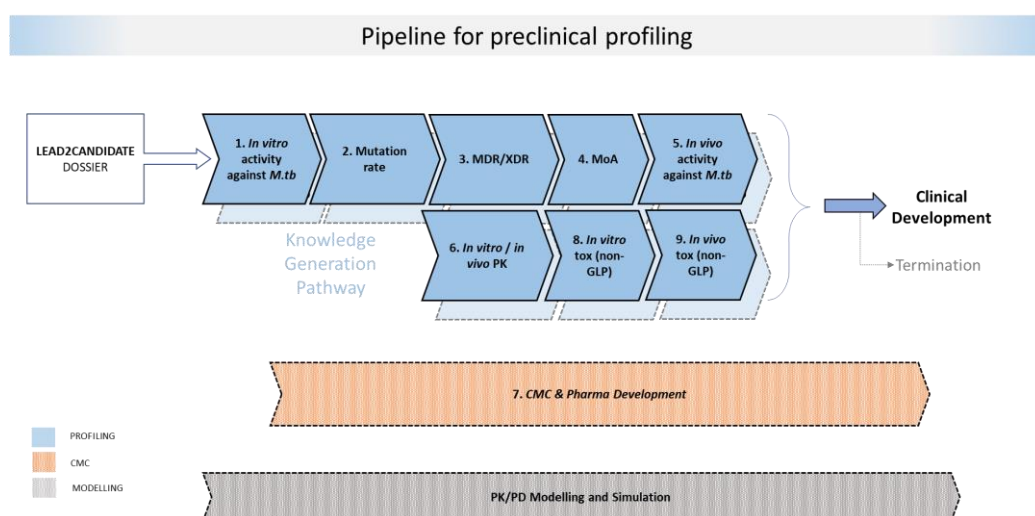 Pipeline for preclinical profiling
LEAD2CANDIDATE
DOSSIER
1. In vitro
activity
against M.tb
2. Mutation
rate
3. MDR/XDR
4. MoA
5. In vivo
activity
against M.tb
Knowledge
Generation
Pathway
6. In vitro / in
vivo PK
8. In vitro
tox (non-
GLP)
9. In vivo
tox (non-
GLP)
Clinical
Development
Termination
7. CMC & Pharma Development
PROFILING
CMC
MODELLING
PK/PD Modelling and Simulation